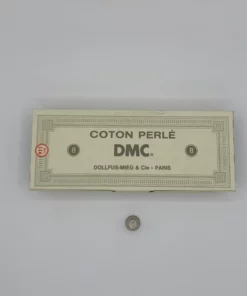 COTON PERLÉ
8 DMC® 8
DOLLFUS-MIEG & Cie - PARIS